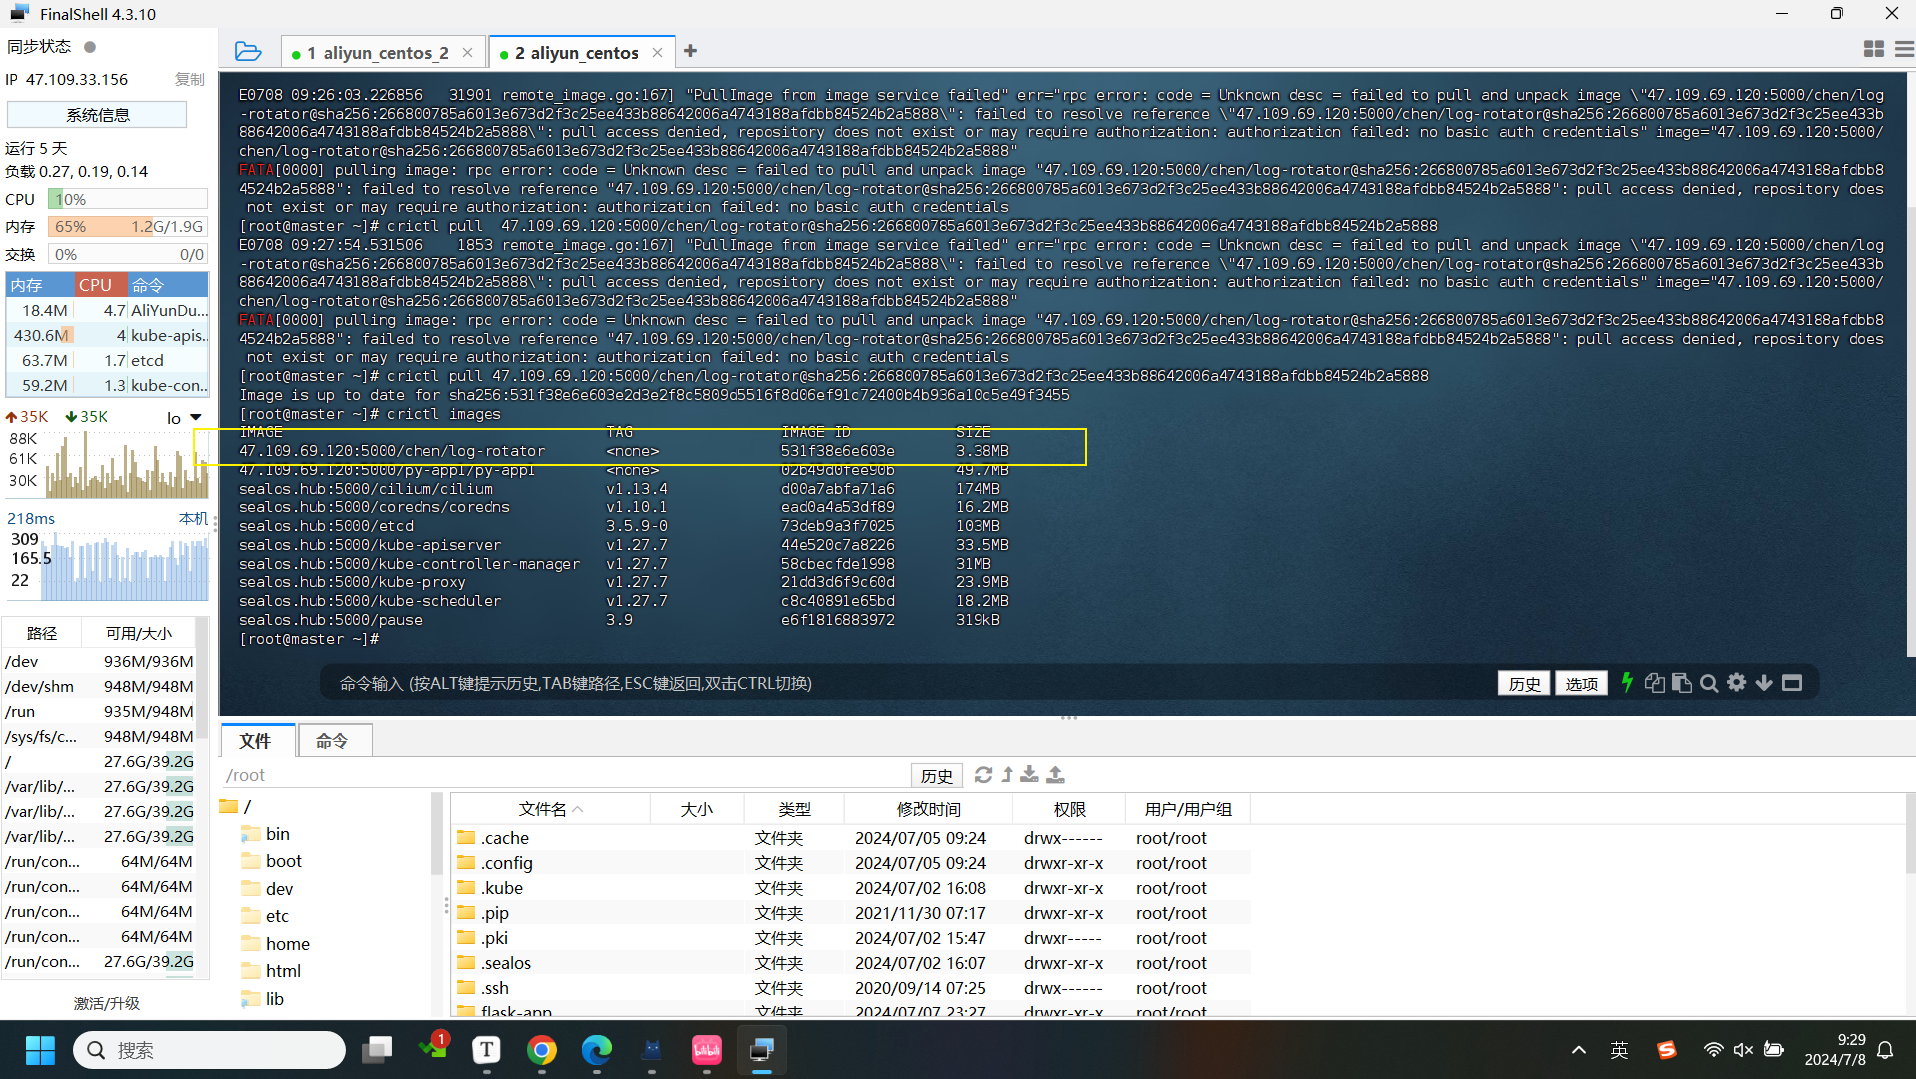 FinalShell 4.3.10
同步状态
IP 47.109.33.156
复制
系统信息
运行 5 天
负载 0.27, 0.19, 0.14
CPU 10%
内存 65% 1.2G/1.9G
交换 0% 0/0
内存 CPU 命令
18.4M 4.7 AliYunDu...
430.6M 4 kube-apis...
63.7M 1.7 etcd
59.2M 1.3 kube-con...
35K 35K lo
88K
61K
30K
218ms 本机
309
165.5
22
路径 可用/大小
/dev 936M/936M
/dev/shm 948M/948M
/run 935M/948M
/sys/fs/c... 948M/948M
/ 27.6G/39.2G
/var/lib/... 27.6G/39.2G
/var/lib/... 27.6G/39.2G
/var/lib/... 27.6G/39.2G
/run/con... 64M/64M
/run/con... 64M/64M
/run/con... 64M/64M
/run/con... 64M/64M
/run/con... 27.6G/39.2G
激活/升级
1 aliyun_centos_2
2 aliyun_centos
E0708 09:26:03.226856   31901 remote_image.go:167] "PullImage from image service failed" err="rpc error: code = Unknown desc = failed to pull and unpack image \"47.109.69.120:5000/chen/log
-rotator@sha256:266800785a6013e673d2f3c25ee433b88642006a4743188afdbb84524b2a5888\": failed to resolve reference \"47.109.69.120:5000/chen/log-rotator@sha256:266800785a6013e673d2f3c25ee433b
88642006a4743188afdbb84524b2a5888\": pull access denied, repository does not exist or may require authorization: authorization failed: no basic auth credentials" image="47.109.69.120:5000/
chen/log-rotator@sha256:266800785a6013e673d2f3c25ee433b88642006a4743188afdbb84524b2a5888"
FATA[0000] pulling image: rpc error: code = Unknown desc = failed to pull and unpack image "47.109.69.120:5000/chen/log-rotator@sha256:266800785a6013e673d2f3c25ee433b88642006a4743188afdbb8
4524b2a5888": failed to resolve reference "47.109.69.120:5000/chen/log-rotator@sha256:266800785a6013e673d2f3c25ee433b88642006a4743188afdbb84524b2a5888": pull access denied, repository does
not exist or may require authorization: authorization failed: no basic auth credentials
[root@master ~]# crictl pull  47.109.69.120:5000/chen/log-rotator@sha256:266800785a6013e673d2f3c25ee433b88642006a4743188afdbb84524b2a5888
E0708 09:27:54.531506    1853 remote_image.go:167] "PullImage from image service failed" err="rpc error: code = Unknown desc = failed to pull and unpack image \"47.109.69.120:5000/chen/log
-rotator@sha256:266800785a6013e673d2f3c25ee433b88642006a4743188afdbb84524b2a5888\": failed to resolve reference \"47.109.69.120:5000/chen/log-rotator@sha256:266800785a6013e673d2f3c25ee433b
88642006a4743188afdbb84524b2a5888\": pull access denied, repository does not exist or may require authorization: authorization failed: no basic auth credentials" image="47.109.69.120:5000/
chen/log-rotator@sha256:266800785a6013e673d2f3c25ee433b88642006a4743188afdbb84524b2a5888"
FATA[0000] pulling image: rpc error: code = Unknown desc = failed to pull and unpack image "47.109.69.120:5000/chen/log-rotator@sha256:266800785a6013e673d2f3c25ee433b88642006a4743188afdbb8
4524b2a5888": failed to resolve reference "47.109.69.120:5000/chen/log-rotator@sha256:266800785a6013e673d2f3c25ee433b88642006a4743188afdbb84524b2a5888": pull access denied, repository does
not exist or may require authorization: authorization failed: no basic auth credentials
[root@master ~]# crictl pull 47.109.69.120:5000/chen/log-rotator@sha256:266800785a6013e673d2f3c25ee433b88642006a4743188afdbb84524b2a5888
Image is up to date for sha256:531f38e6e603e2d3e2f8c5809d5516f8d06ef91c72400b4b936a10c5e49f3455
[root@master ~]# crictl images
IMAGE TAG IMAGE ID SIZE
47.109.69.120:5000/chen/log-rotator <none> 531f38e6e603e 3.38MB
47.109.69.120:5000/py-app1/py-app1 <none> 02b49d0fee90b 49.7MB
sealos.hub:5000/cilium/cilium v1.13.4 d00a7abfa71a6 174MB
sealos.hub:5000/coredns/coredns v1.10.1 ead0a4a53df89 16.2MB
sealos.hub:5000/etcd 3.5.9-0 73deb9a3f7025 103MB
sealos.hub:5000/kube-apiserver v1.27.7 44e520c7a8226 33.5MB
sealos.hub:5000/kube-controller-manager v1.27.7 58cbecfde1998 31MB
sealos.hub:5000/kube-proxy v1.27.7 21dd3d6f9c60d 23.9MB
sealos.hub:5000/kube-scheduler v1.27.7 c8c40891e65bd 18.2MB
sealos.hub:5000/pause 3.9 e6f1816883972 319kB
[root@master ~]#
命令输入 (按ALT键提示历史,TAB键路径,ESC键返回,双击CTRL切换)
历史 选项
文件 命令
/root 历史
/
bin
boot
dev
etc
home
html
lib
文件名 大小 类型 修改时间 权限 用户/用户组
.cache 文件夹 2024/07/05 09:24 drwx------ root/root
.config 文件夹 2024/07/05 09:24 drwxr-xr-x root/root
.kube 文件夹 2024/07/02 16:08 drwxr-xr-x root/root
.pip 文件夹 2021/11/30 07:17 drwxr-xr-x root/root
.pki 文件夹 2024/07/02 15:47 drwxr----- root/root
.sealos 文件夹 2024/07/02 16:07 drwxr-xr-x root/root
.ssh 文件夹 2020/09/14 07:25 drwx------ root/root
flask-app 文件夹 2024/07/07 23:27 drwxr-xr-x root/root
搜索
1
T
bilibili
英
S
9:29
2024/7/8